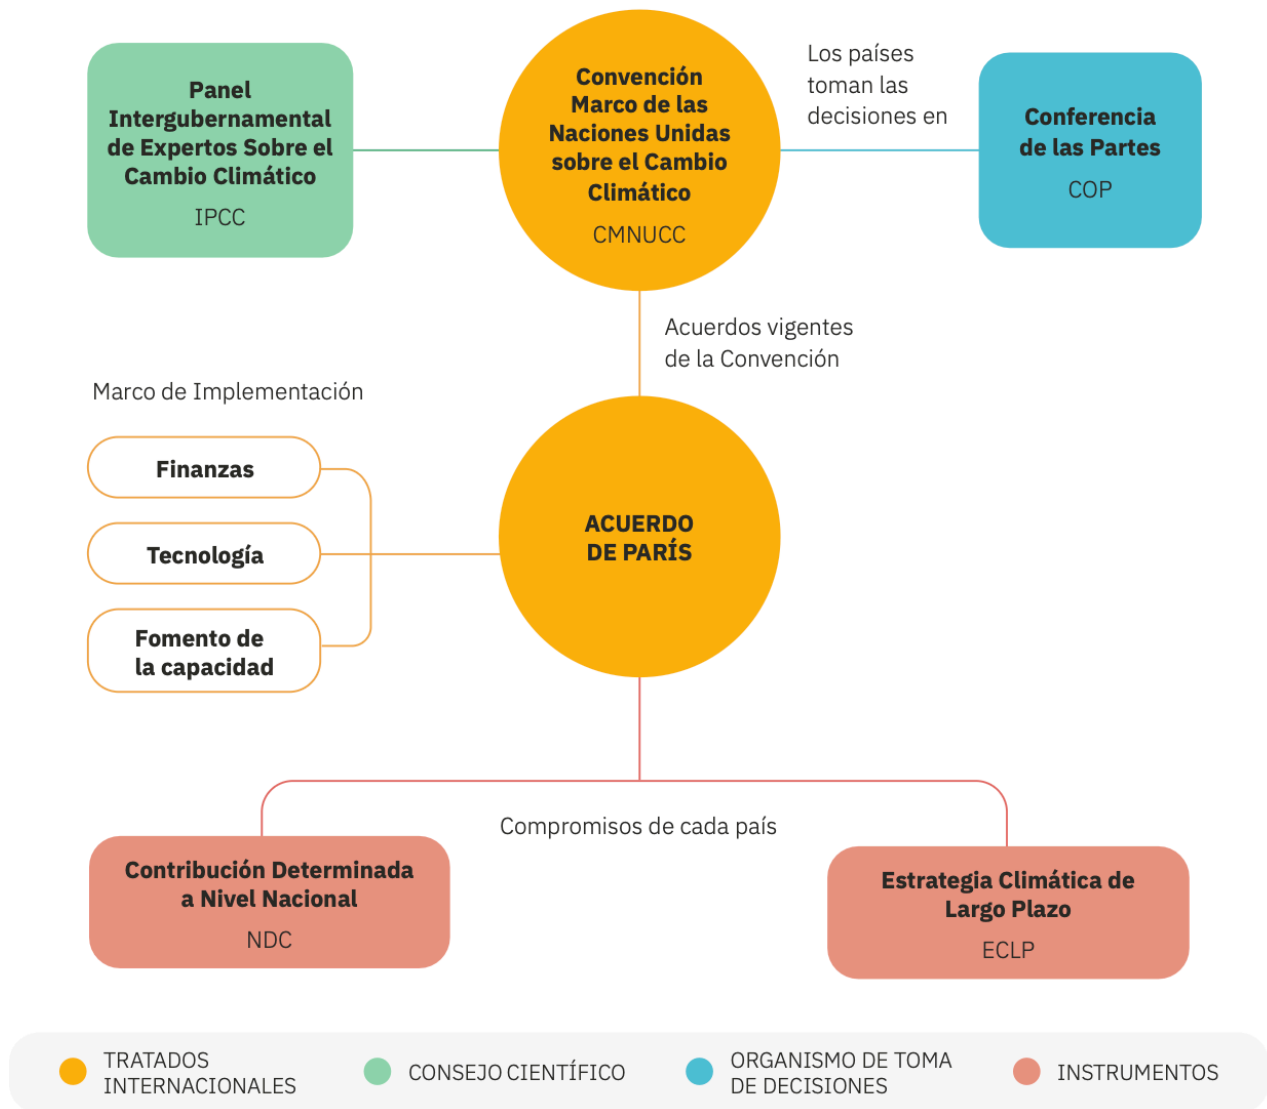 Panel
Intergubernamental
de Expertos Sobre el
Cambio Climático
IPCC
Convención
Marco de las
Naciones Unidas
sobre el Cambio
Climático
CMNUCC
Los países
toman las
decisiones en
Conferencia
de las Partes
COP
Acuerdos vigentes
de la Convención
Marco de Implementación
Finanzas
Tecnología
Fomento de
la capacidad
ACUERDO
DE PARÍS
Compromisos de cada país
Contribución Determinada
a Nivel Nacional
NDC
Estrategia Climática de
Largo Plazo
ECLP
TRATADOS
INTERNACIONALES
CONSEJO CIENTÍFICO
ORGANISMO DE TOMA
DE DECISIONES
INSTRUMENTOS